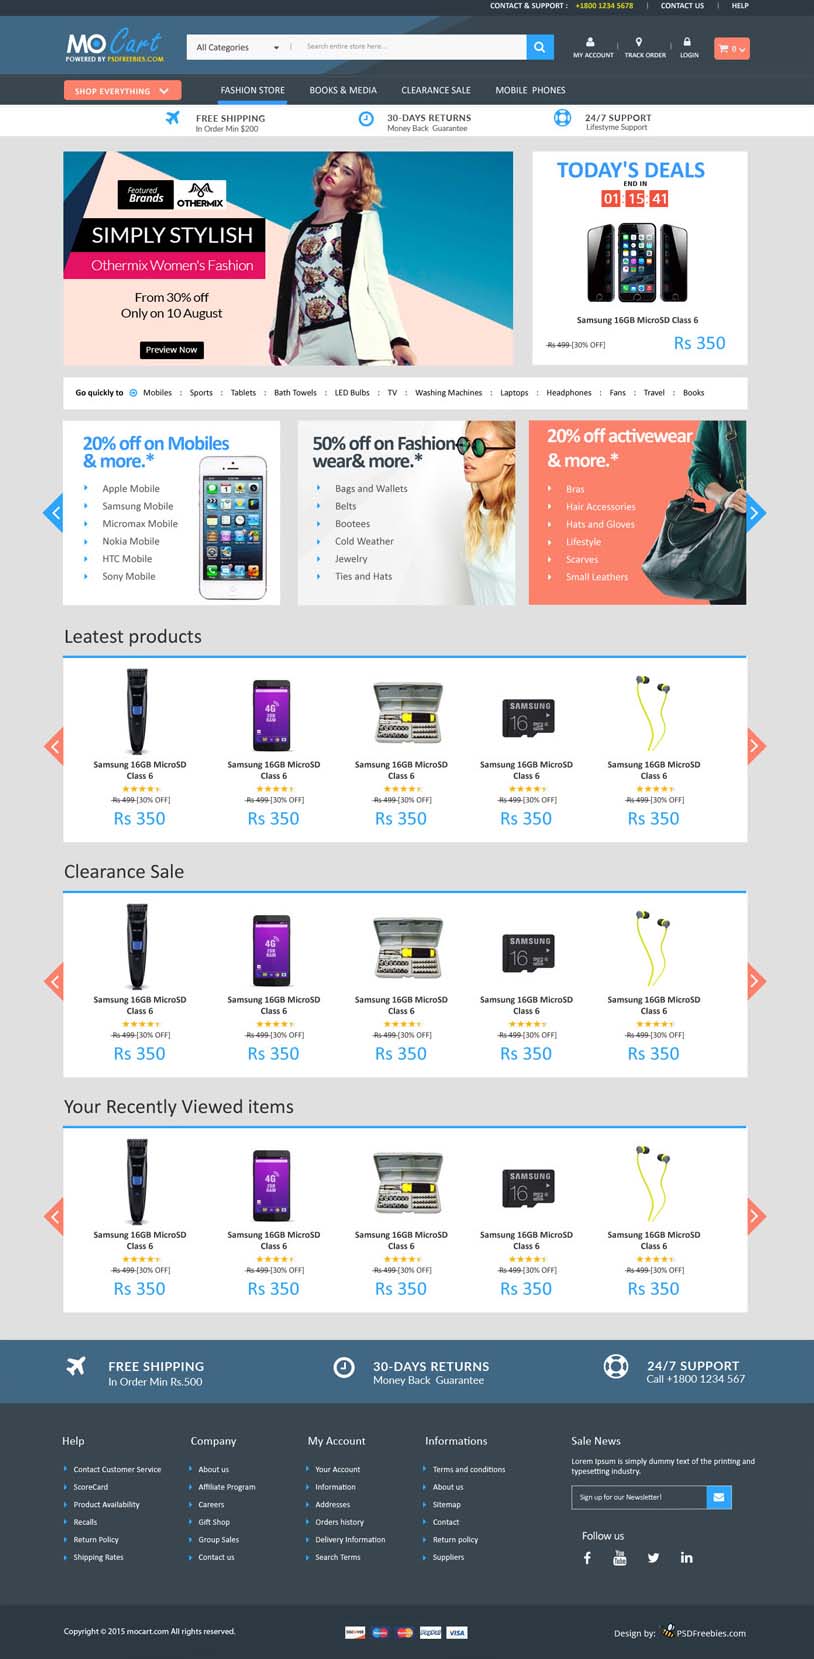 CONTACT & SUPPORT : +1800 1234 5678 | CONTACT US | HELP
MO Cart
POWERED BY PSDFREEBIES.COM
All Categories
Search entire store here...
MY ACCOUNT
TRACK ORDER
LOGIN
0
SHOP EVERYTHING
FASHION STORE
BOOKS & MEDIA
CLEARANCE SALE
MOBILE PHONES
FREE SHIPPING
In Order Min $200
30-DAYS RETURNS
Money Back Guarantee
24/7 SUPPORT
Lifestyme Support
Featured
Brands
OTHERMIX
SIMPLY STYLISH
Othermix Women's Fashion
From 30% off
Only on 10 August
Preview Now
TODAY'S DEALS
END IN
01:15:41
Samsung 16GB MicroSD Class 6
Rs 499 [30% OFF]
Rs 350
Go quickly to Mobiles : Sports : Tablets : Bath Towels : LED Bulbs : TV : Washing Machines : Laptops : Headphones : Fans : Travel : Books
20% off on Mobiles
& more.*
Apple Mobile
Samsung Mobile
Micromax Mobile
Nokia Mobile
HTC Mobile
Sony Mobile
50% off on Fashion
wear& more.*
Bags and Wallets
Belts
Bootees
Cold Weather
Jewelry
Ties and Hats
20% off activewear
& more.*
Bras
Hair Accessories
Hats and Gloves
Lifestyle
Scarves
Small Leathers
Leatest products
4G
SAMSUNG
16
Samsung 16GB MicroSD
Class 6
Rs 499 [30% OFF]
Rs 350
Samsung 16GB MicroSD
Class 6
Rs 499 [30% OFF]
Rs 350
Samsung 16GB MicroSD
Class 6
Rs 499 [30% OFF]
Rs 350
Samsung 16GB MicroSD
Class 6
Rs 499 [30% OFF]
Rs 350
Samsung 16GB MicroSD
Class 6
Rs 499 [30% OFF]
Rs 350
Clearance Sale
4G
SAMSUNG
16
Samsung 16GB MicroSD
Class 6
Rs 499 [30% OFF]
Rs 350
Samsung 16GB MicroSD
Class 6
Rs 499 [30% OFF]
Rs 350
Samsung 16GB MicroSD
Class 6
Rs 499 [30% OFF]
Rs 350
Samsung 16GB MicroSD
Class 6
Rs 499 [30% OFF]
Rs 350
Samsung 16GB MicroSD
Class 6
Rs 499 [30% OFF]
Rs 350
Your Recently Viewed items
4G
SAMSUNG
16
Samsung 16GB MicroSD
Class 6
Rs 499 [30% OFF]
Rs 350
Samsung 16GB MicroSD
Class 6
Rs 499 [30% OFF]
Rs 350
Samsung 16GB MicroSD
Class 6
Rs 499 [30% OFF]
Rs 350
Samsung 16GB MicroSD
Class 6
Rs 499 [30% OFF]
Rs 350
Samsung 16GB MicroSD
Class 6
Rs 499 [30% OFF]
Rs 350
FREE SHIPPING
In Order Min Rs.500
30-DAYS RETURNS
Money Back Guarantee
24/7 SUPPORT
Call +1800 1234 567
Help
Contact Customer Service
ScoreCard
Product Availability
Recalls
Return Policy
Shipping Rates
Company
About us
Affiliate Program
Careers
Gift Shop
Group Sales
Contact us
My Account
Your Account
Information
Addresses
Orders history
Delivery Information
Search Terms
Informations
Terms and conditions
About us
Sitemap
Contact
Return policy
Suppliers
Sale News
Lorem Ipsum is simply dummy text of the printing and
typesetting industry.
Sign up for our Newsletter!
Follow us
You Tube
in
Copyright © 2015 mocart.com All rights reserved.
DISCOVER
PayPal
VISA
Design by: PSDFreebies.com